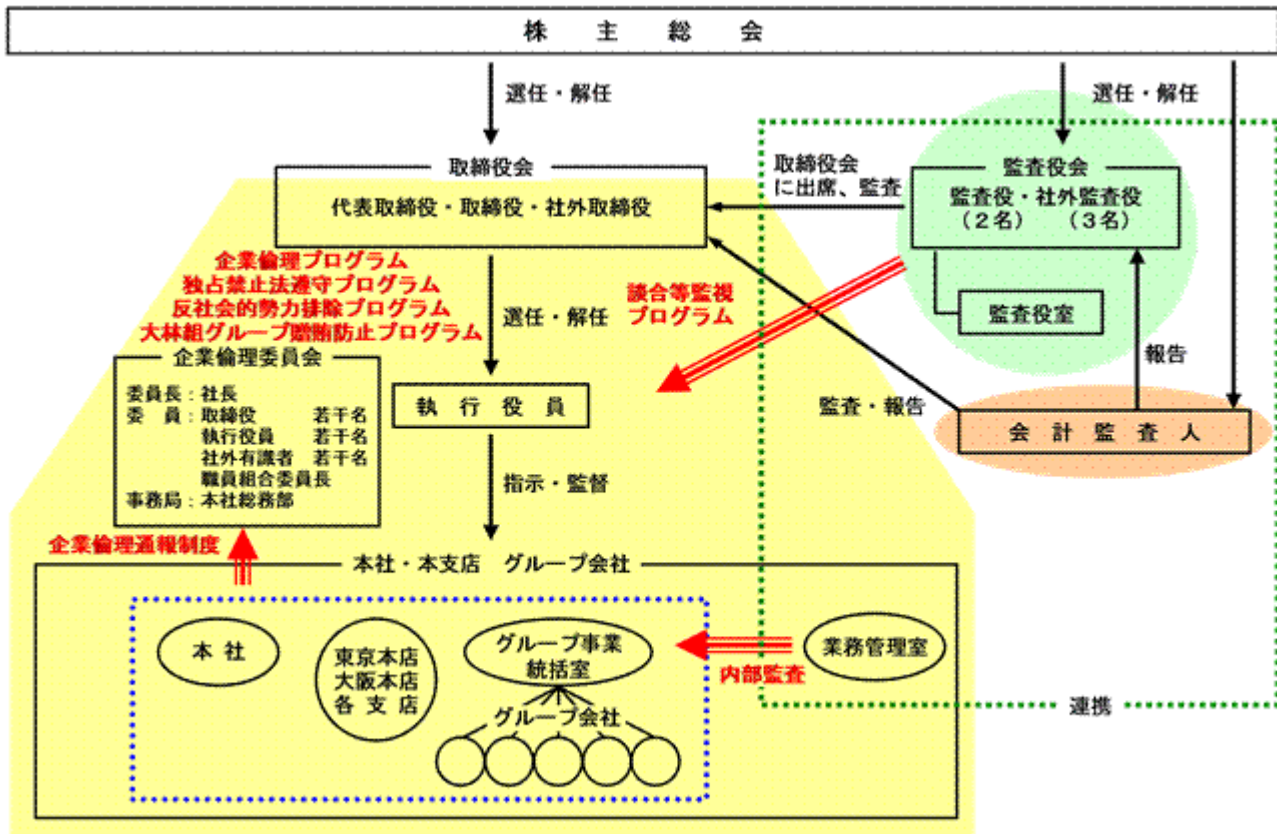 株主総会
選任・解任
選任・解任
取締役会
代表取締役・取締役・社外取締役
取締役会
に出席、監査
監査役会
監査役・社外監査役
（２名）　（３名）
監査役室
企業倫理プログラム
独占禁止法遵守プログラム
反社会的勢力排除プログラム
大林組グループ贈賄防止プログラム
選任・解任
談合等監視
プログラム
報告
監査・報告
会計監査人
企業倫理委員会
委員長：社長
委　員：取締役　若干名
執行役員　若干名
社外有識者　若干名
職員組合委員長
事務局：本社総務部
執行役員
指示・監督
企業倫理通報制度
本社・本支店　グループ会社
本社
東京本店
大阪本店
各支店
グループ事業
統括室
グループ会社
内部監査
業務管理室
連携